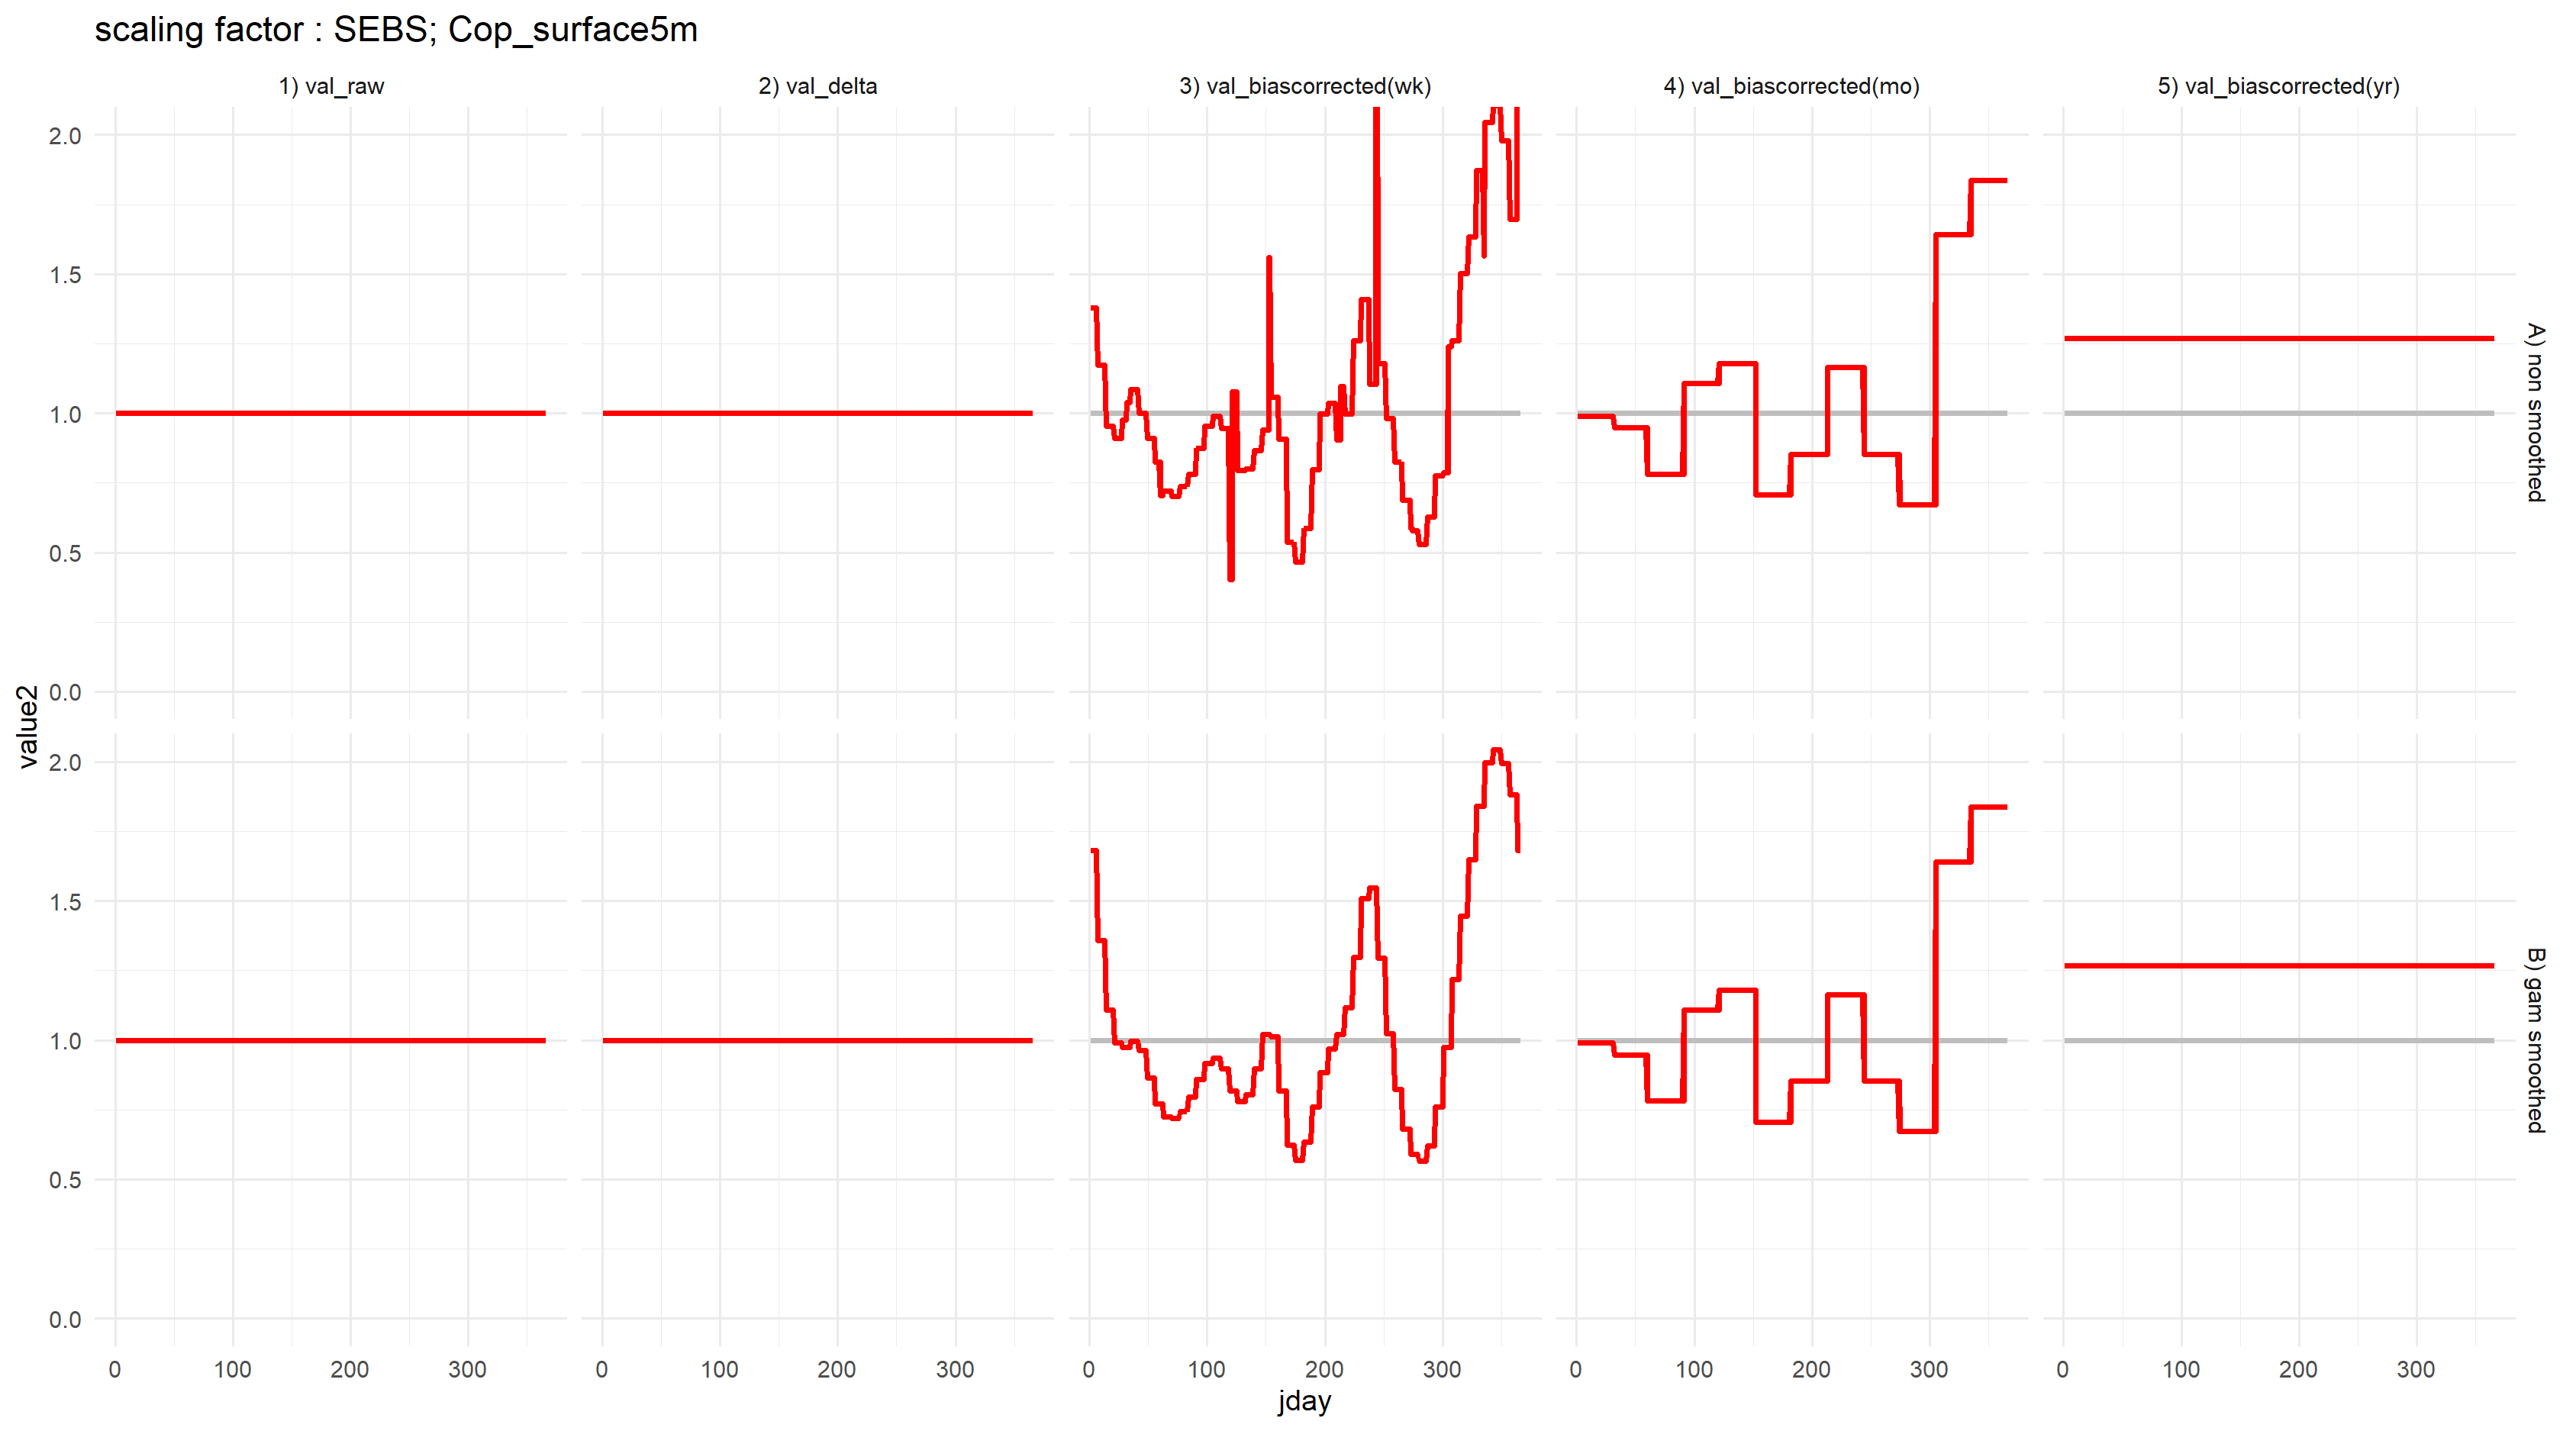 scaling factor : SEBS; Cop_surface5m
1) val_raw
2) val_delta
3) val_biascorrected(wk)
4) val_biascorrected(mo)
5) val_biascorrected(yr)
2.0
1.5
1.0
0.5
0.0
A) non smoothed
value2
2.0
1.5
1.0
0.5
0.0
B) gam smoothed
0 100 200 300
0 100 200 300
0 100 200 300
0 100 200 300
0 100 200 300
jday